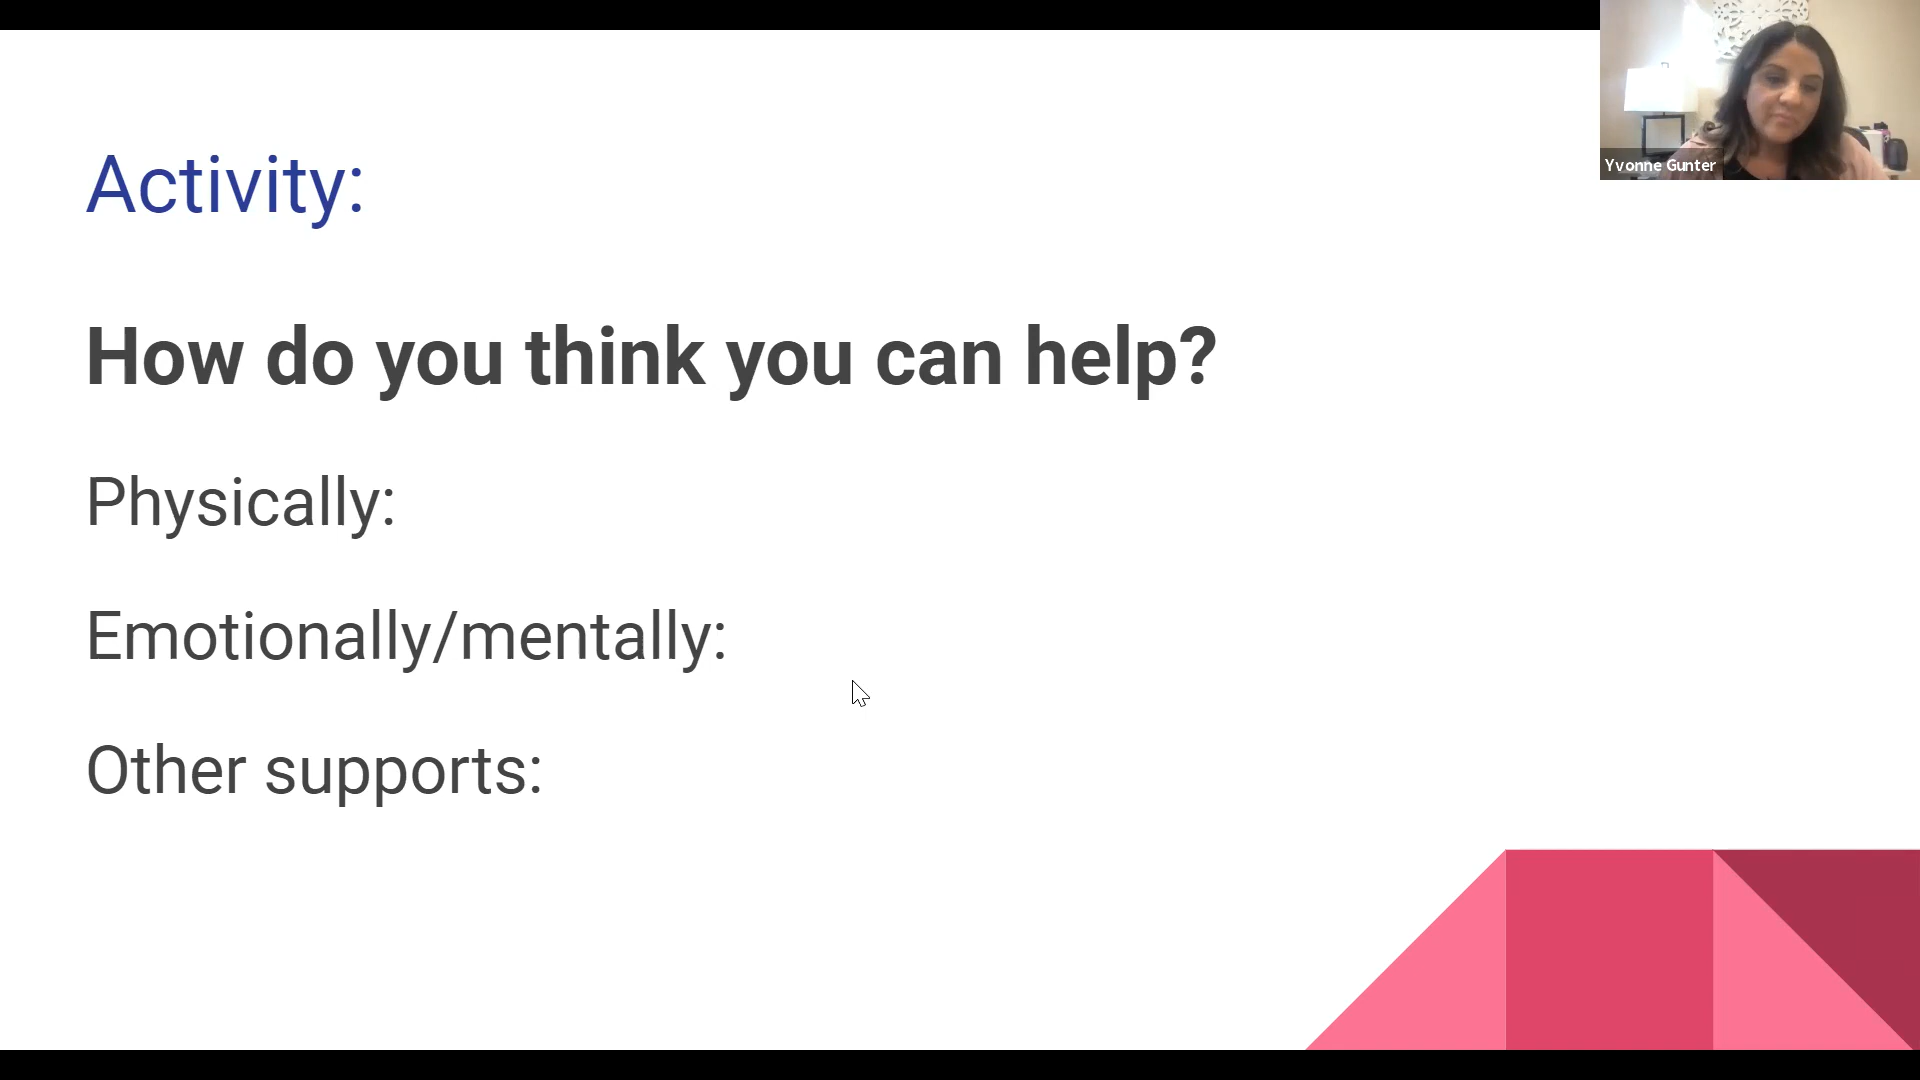 Activity:
How do you think you can help?
Physically:
Emotionally/mentally:
Other supports:
Yvonne Gunter